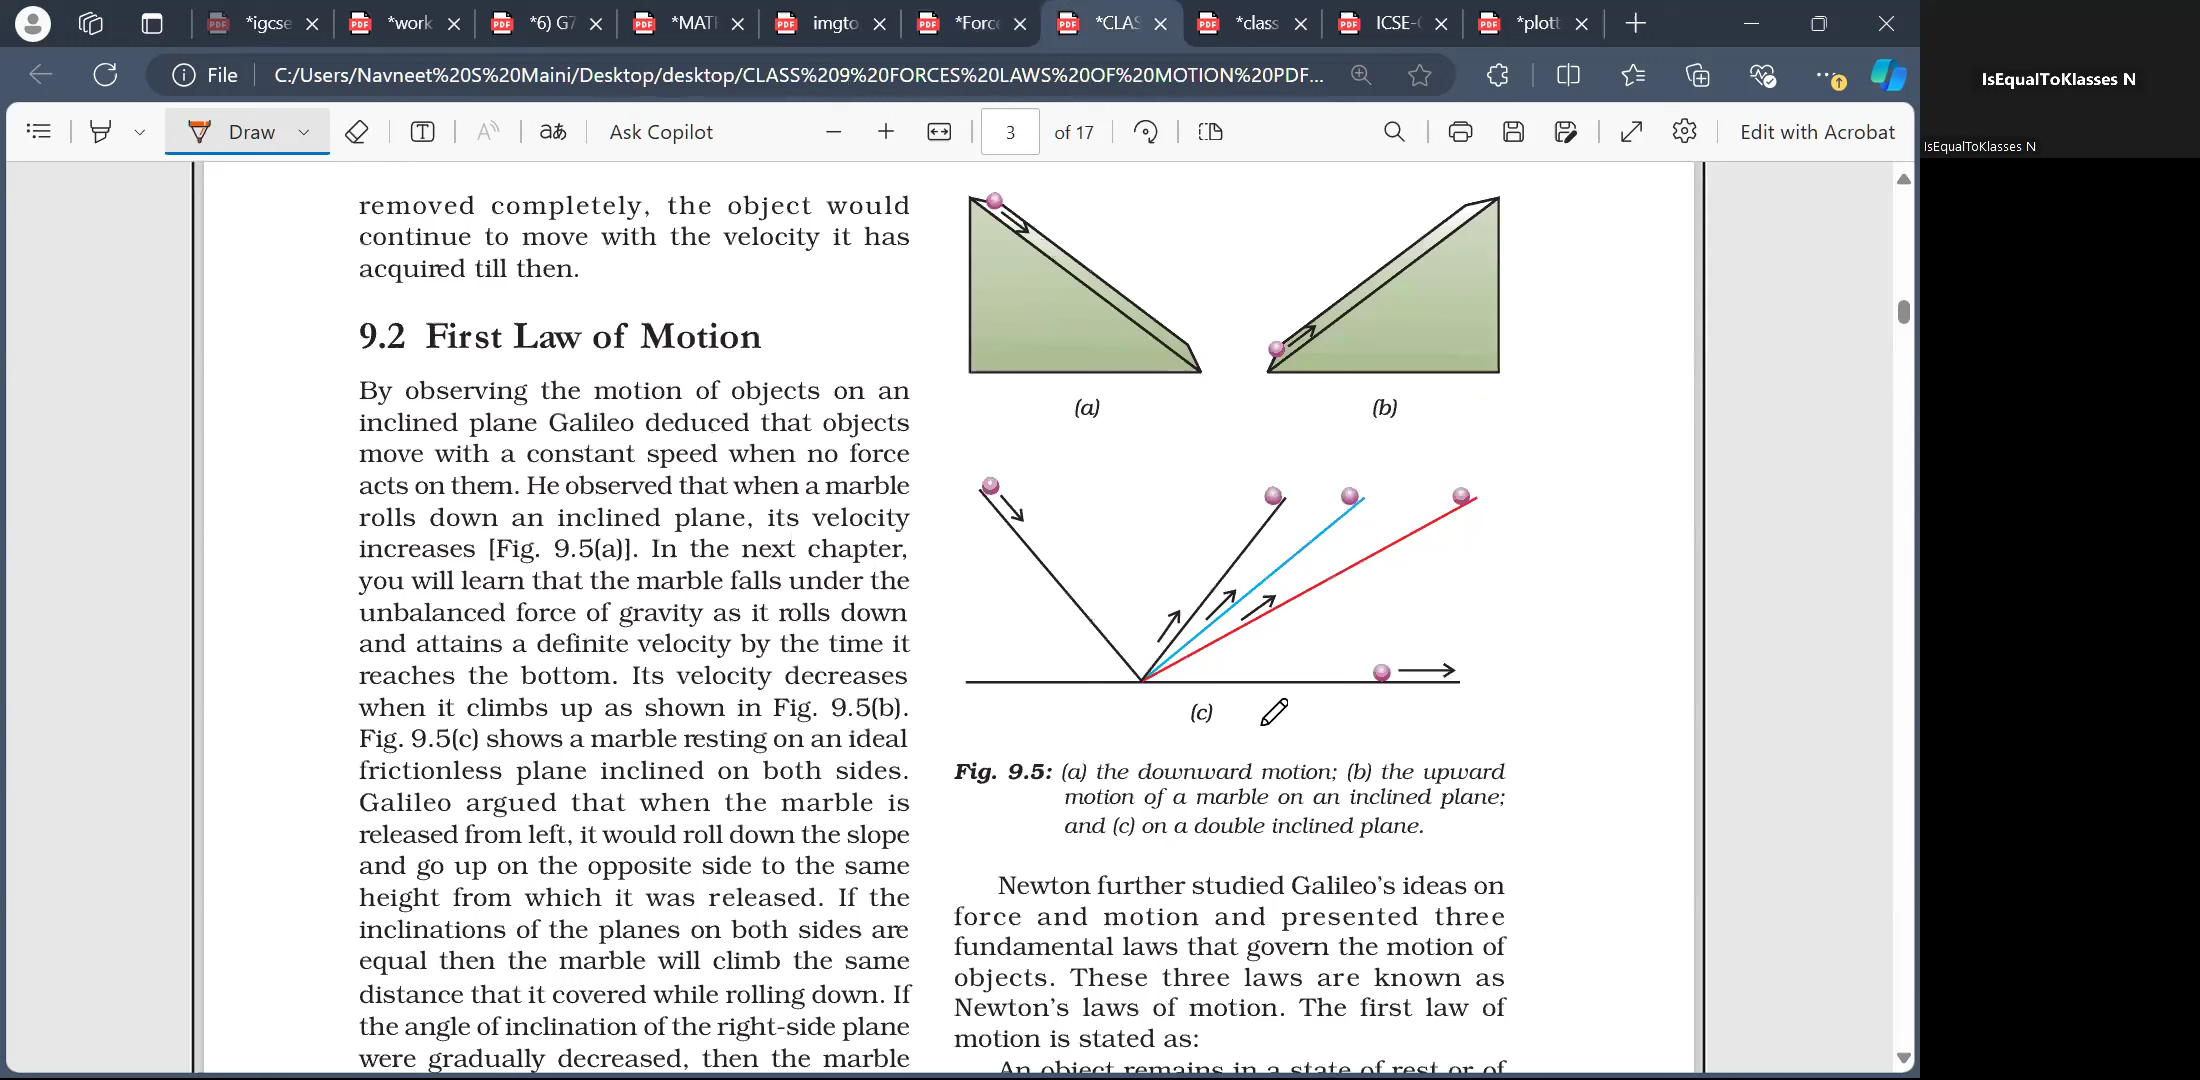 *igcse
*work
*6) G7
*MATI
imgto
*Force
*CLAS
*class
ICSE-
*plott
File
C:/Users/Navneet%20S%20Maini/Desktop/desktop/CLASS%209%20FORCES%20LAWS%20OF%20MOTION%20PDF...
Draw
Ask Copilot
3 of 17
Edit with Acrobat
IsEqualToKlasses N
IsEqualToKlasses N
removed completely, the object would
continue to move with the velocity it has
acquired till then.
9.2 First Law of Motion
By observing the motion of objects on an
inclined plane Galileo deduced that objects
move with a constant speed when no force
acts on them. He observed that when a marble
rolls down an inclined plane, its velocity
increases [Fig. 9.5(a)]. In the next chapter,
you will learn that the marble falls under the
unbalanced force of gravity as it rolls down
and attains a definite velocity by the time it
reaches the bottom. Its velocity decreases
when it climbs up as shown in Fig. 9.5(b).
Fig. 9.5(c) shows a marble resting on an ideal
frictionless plane inclined on both sides.
Galileo argued that when the marble is
released from left, it would roll down the slope
and go up on the opposite side to the same
height from which it was released. If the
inclinations of the planes on both sides are
equal then the marble will climb the same
distance that it covered while rolling down. If
the angle of inclination of the right-side plane
were gradually decreased, then the marble
(a)
(b)
(c)
Fig. 9.5: (a) the downward motion; (b) the upward
motion of a marble on an inclined plane;
and (c) on a double inclined plane.
Newton further studied Galileo's ideas on
force and motion and presented three
fundamental laws that govern the motion of
objects. These three laws are known as
Newton's laws of motion. The first law of
motion is stated as:
An object remains in a state of rest or of